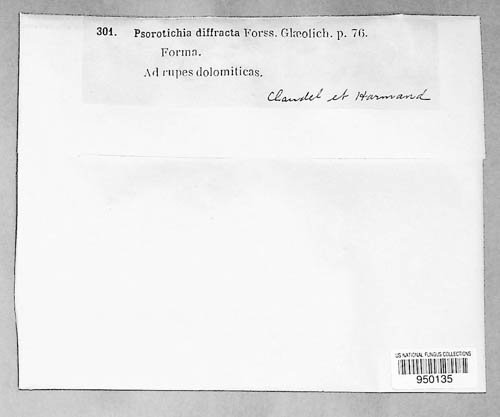 301. Psorotichia diffracta Forss. Glæolich. p. 76.
Forma.
Ad rupes dolomiticas.
Claudel et Harmand
US NATIONAL FUNGUS COLLECTIONS
950135